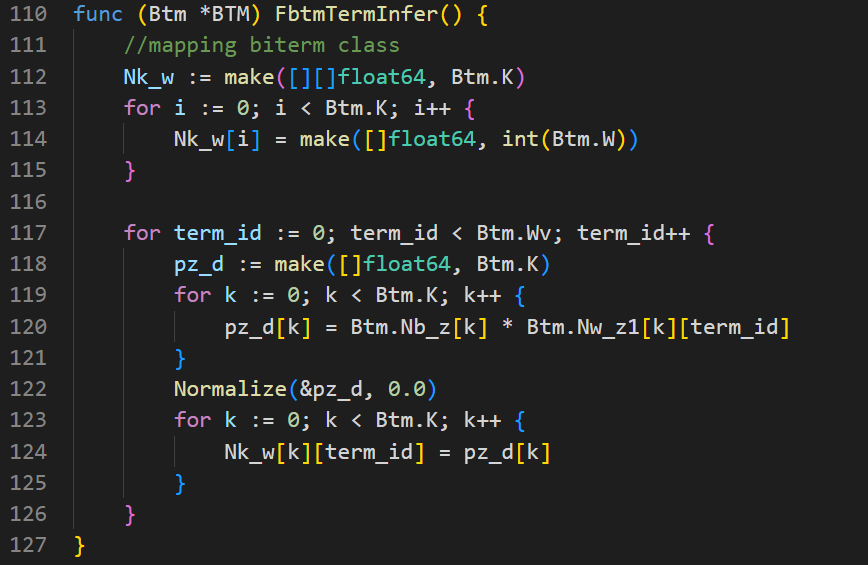 110 func (Btm *BTM) FbtmTermInfer() {
111     //mapping biterm class
112     Nk_w := make([][]float64, Btm.K)
113     for i := 0; i < Btm.K; i++ {
114         Nk_w[i] = make([]float64, int(Btm.W))
115     }
116
117     for term_id := 0; term_id < Btm.Wv; term_id++ {
118         pz_d := make([]float64, Btm.K)
119         for k := 0; k < Btm.K; k++ {
120             pz_d[k] = Btm.Nb_z[k] * Btm.Nw_z1[k][term_id]
121         }
122         Normalize(&pz_d, 0.0)
123         for k := 0; k < Btm.K; k++ {
124             Nk_w[k][term_id] = pz_d[k]
125         }
126     }
127 }